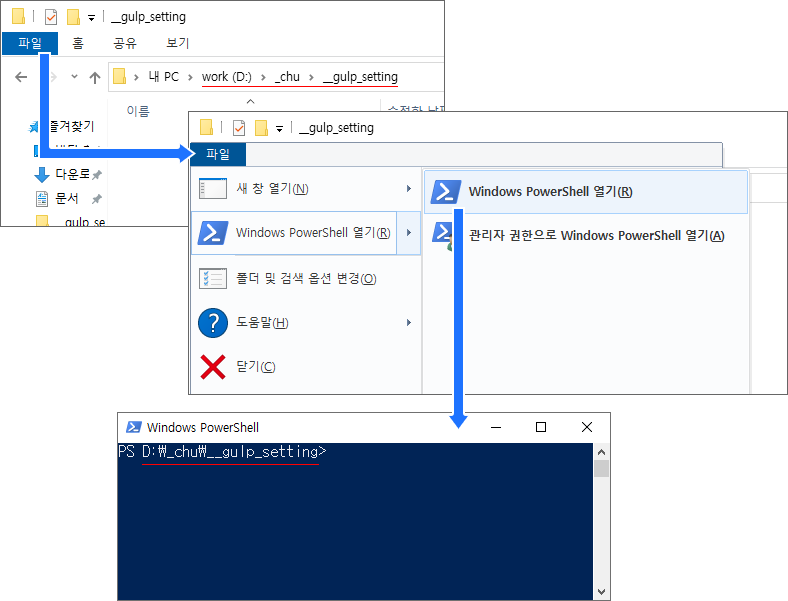 __gulp_setting
파일 홈 공유 보기
내 PC work (D:) _chu __gulp_setting
이름
즐겨찾기
다운로
문서
__gulp_se
__gulp_setting
파일
새 창 열기(N)
Windows PowerShell 열기(R)
폴더 및 검색 옵션 변경(O)
도움말(H)
닫기(C)
Windows PowerShell 열기(R)
관리자 권한으로 Windows PowerShell 열기(A)
Windows PowerShell
PS D:\_chu\__gulp_setting>